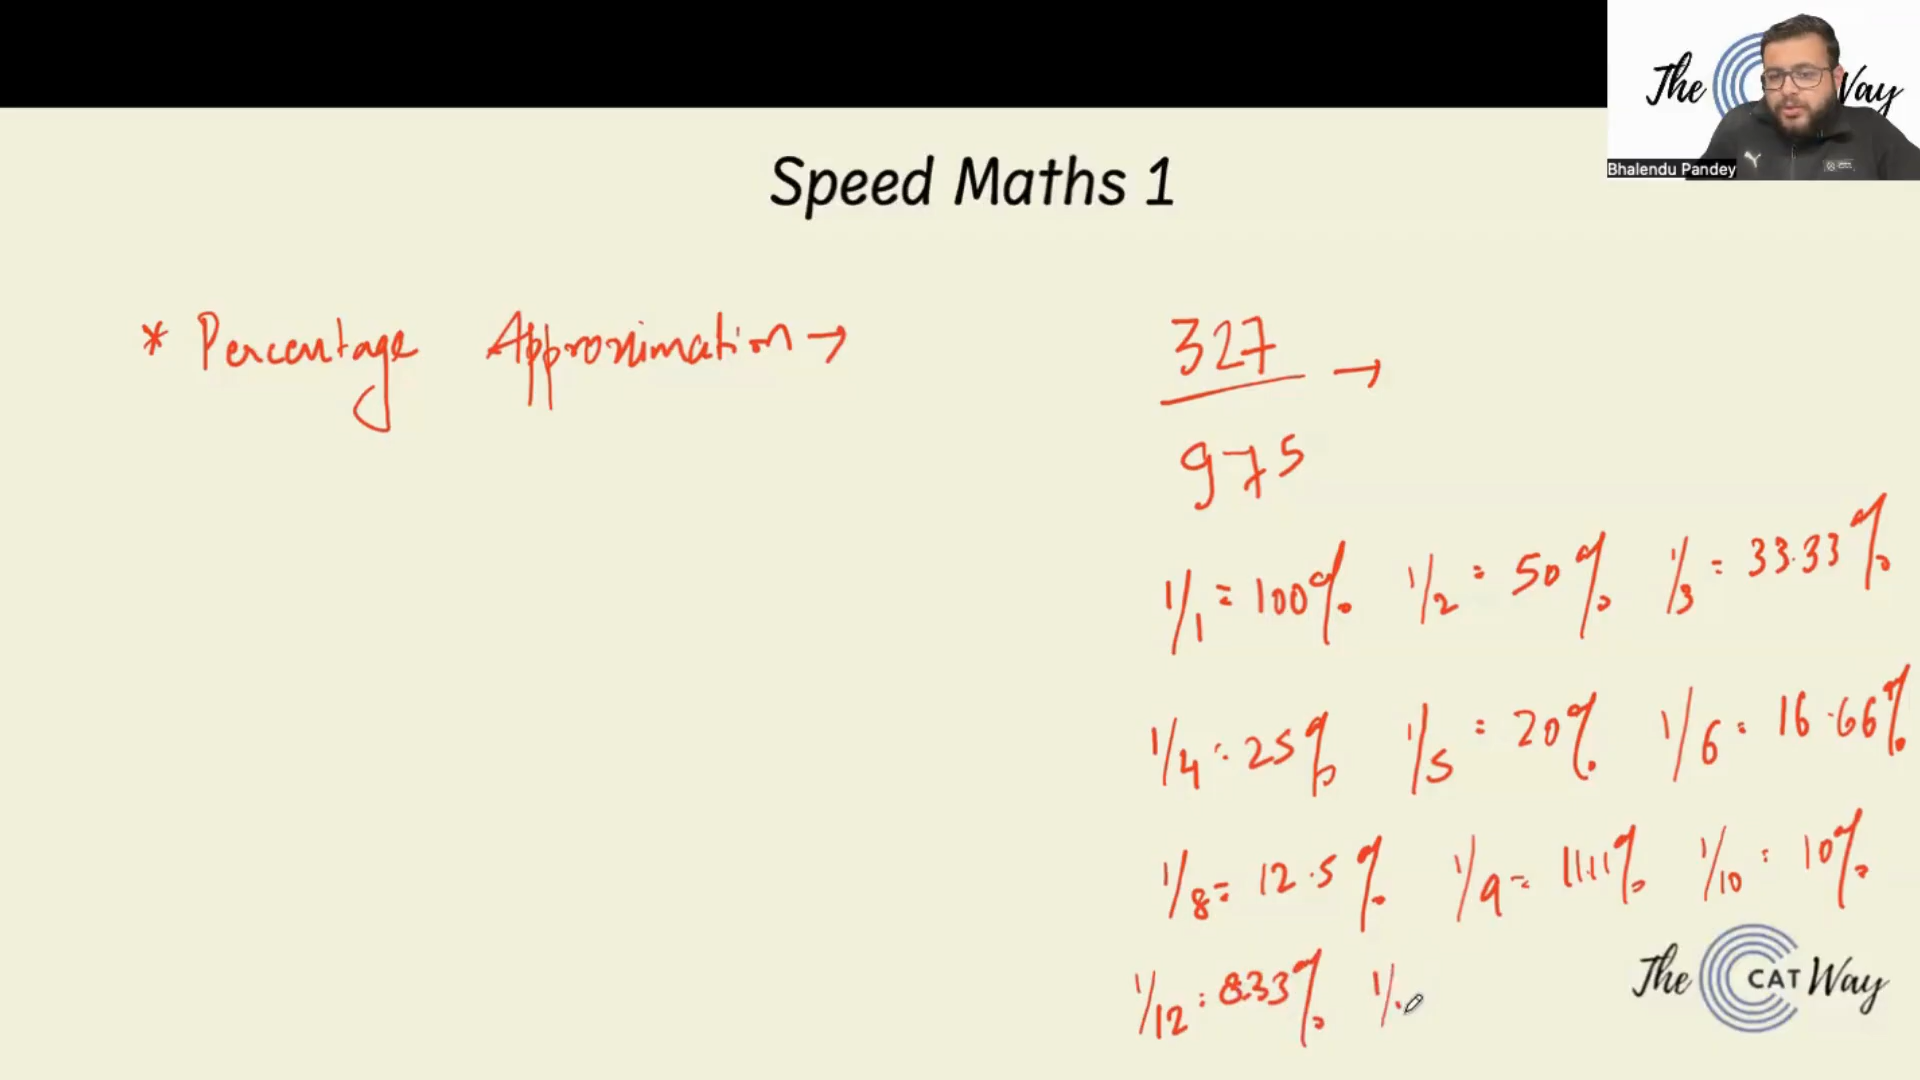 The Way
Bhalendu Pandey
Speed Maths 1
* Percentage Approximation →
327 →
975
1/1 = 100% 1/2 = 50% 1/3 = 33.33%
1/4 = 25% 1/5 = 20% 1/6 = 16.66%
1/8 = 12.5% 1/9 = 11.11% 1/10 = 10%
1/12 = 8.33% 1/
The CAT Way